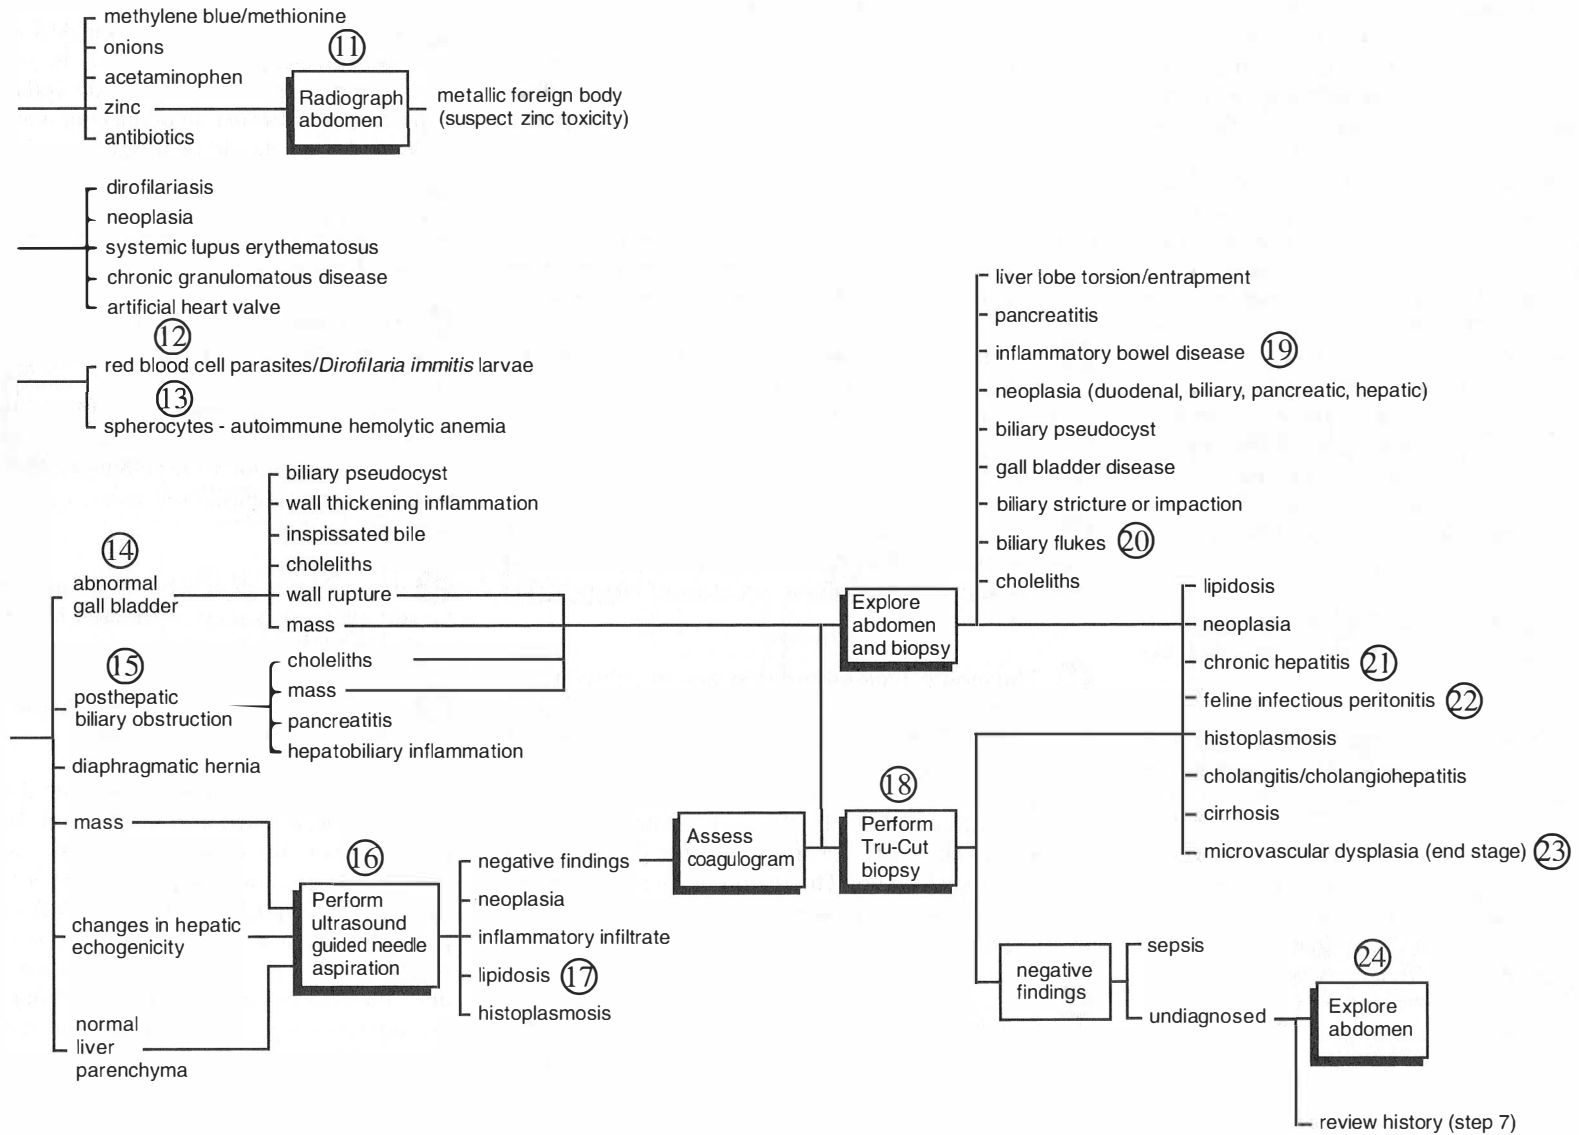 methylene blue/methionine
onions
acetaminophen
zinc
antibiotics
11
Radiograph
abdomen
metallic foreign body
(suspect zinc toxicity)
dirofilariasis
neoplasia
systemic lupus erythematosus
chronic granulomatous disease
artificial heart valve
12
red blood cell parasites/Dirofilaria immitis larvae
13
spherocytes - autoimmune hemolytic anemia
14
abnormal
gall bladder
biliary pseudocyst
wall thickening inflammation
inspissated bile
choleliths
wall rupture
mass
15
posthepatic
biliary obstruction
choleliths
mass
pancreatitis
hepatobiliary inflammation
diaphragmatic hernia
mass
changes in hepatic
echogenicity
normal
liver
parenchyma
16
Perform
ultrasound
guided needle
aspiration
negative findings
neoplasia
inflammatory infiltrate
lipidosis 17
histoplasmosis
Assess
coagulogram
Explore
abdomen
and biopsy
18
Perform
Tru-Cut
biopsy
liver lobe torsion/entrapment
pancreatitis
inflammatory bowel disease 19
neoplasia (duodenal, biliary, pancreatic, hepatic)
biliary pseudocyst
gall bladder disease
biliary stricture or impaction
biliary flukes 20
choleliths
lipidosis
neoplasia
chronic hepatitis 21
feline infectious peritonitis 22
histoplasmosis
cholangitis/cholangiohepatitis
cirrhosis
microvascular dysplasia (end stage) 23
negative
findings
sepsis
undiagnosed
24
Explore
abdomen
review history (step 7)